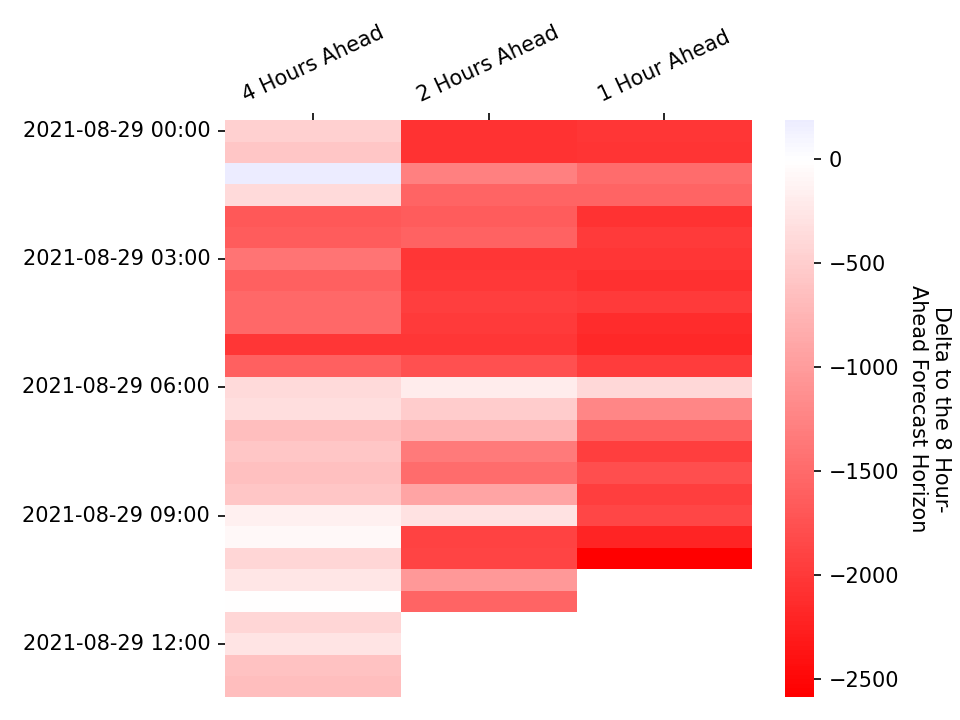 4 Hours Ahead
2 Hours Ahead
1 Hour Ahead
2021-08-29 00:00
2021-08-29 03:00
2021-08-29 06:00
2021-08-29 09:00
2021-08-29 12:00
0
−500
−1000
−1500
−2000
−2500
Delta to the 8 Hour-
Ahead Forecast Horizon